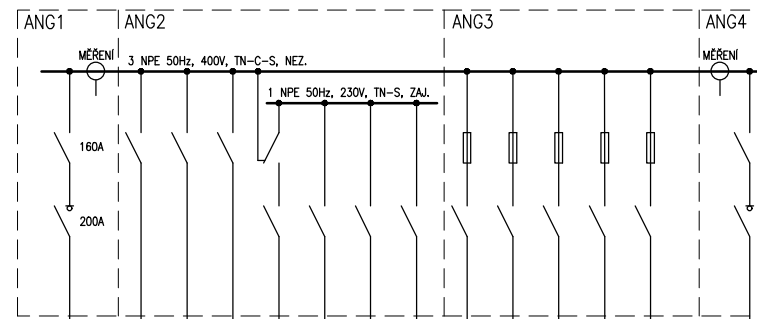 ANG1
ANG2
ANG3
ANG4
MĚŘENÍ
3 NPE 50Hz, 400V, TN-C-S, NEZ.
MĚŘENÍ
1 NPE 50Hz, 230V, TN-S, ZAJ.
160A
200A